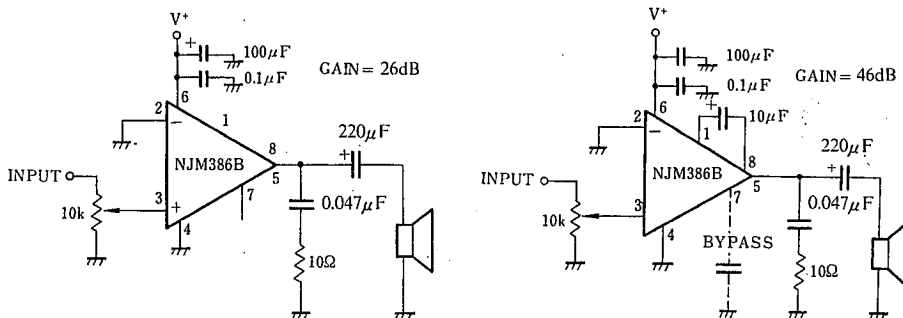 V+
100μF
0.1μF
GAIN= 26dB
6
2
−
1
NJM386B
8
220μF
+
5
INPUT
7
10k
3
+
4
0.047μF
10Ω
V+
100μF
0.1μF
GAIN= 46dB
6
+
10μF
2
−
1
NJM386B
8
220μF
+
5
INPUT
7
0.047μF
10k
3
4
BYPASS
10Ω